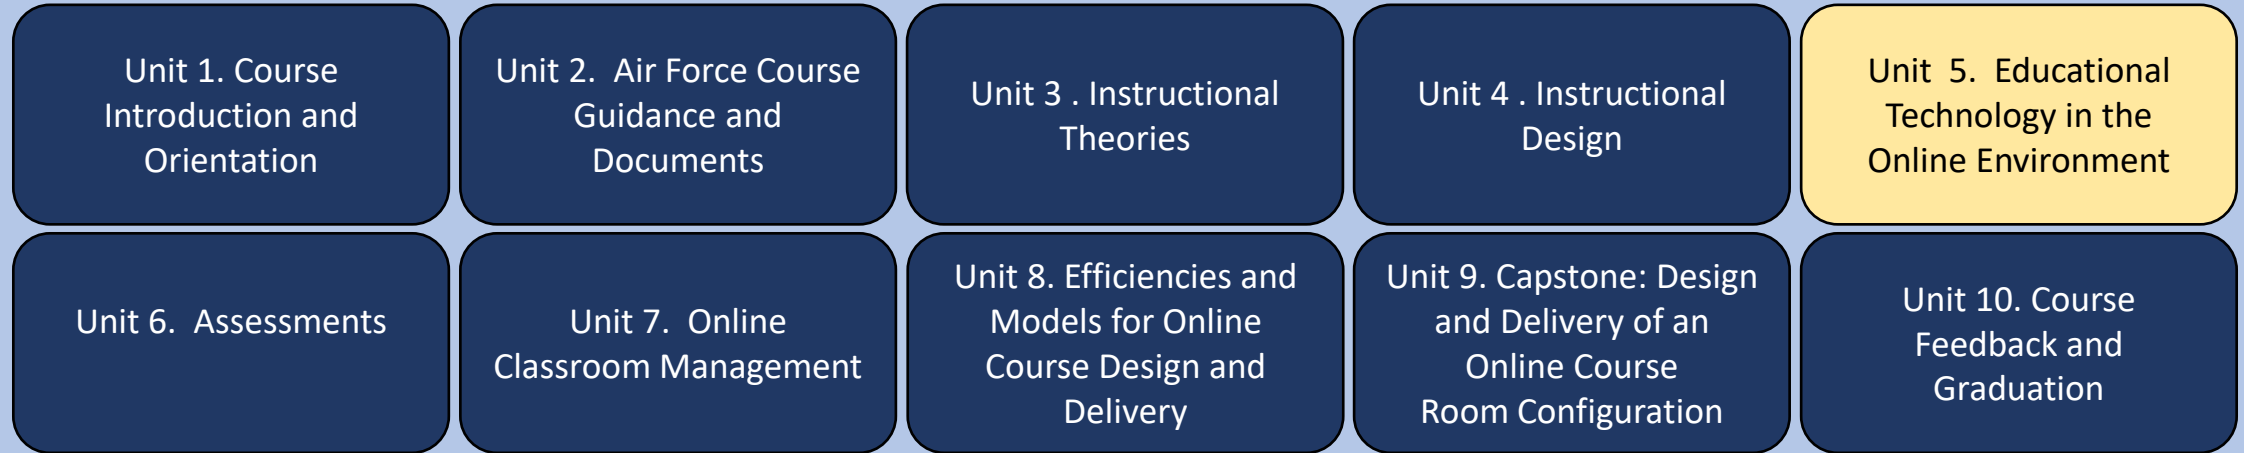 Unit 1. Course
Introduction and
Orientation
Unit 2.  Air Force Course
Guidance and
Documents
Unit 3 . Instructional
Theories
Unit 4 . Instructional
Design
Unit  5.  Educational
Technology in the
Online Environment
Unit 6.  Assessments
Unit 7.  Online
Classroom Management
Unit 8. Efficiencies and
Models for Online
Course Design and
Delivery
Unit 9. Capstone: Design
and Delivery of an
Online Course
Room Configuration
Unit 10. Course
Feedback and
Graduation